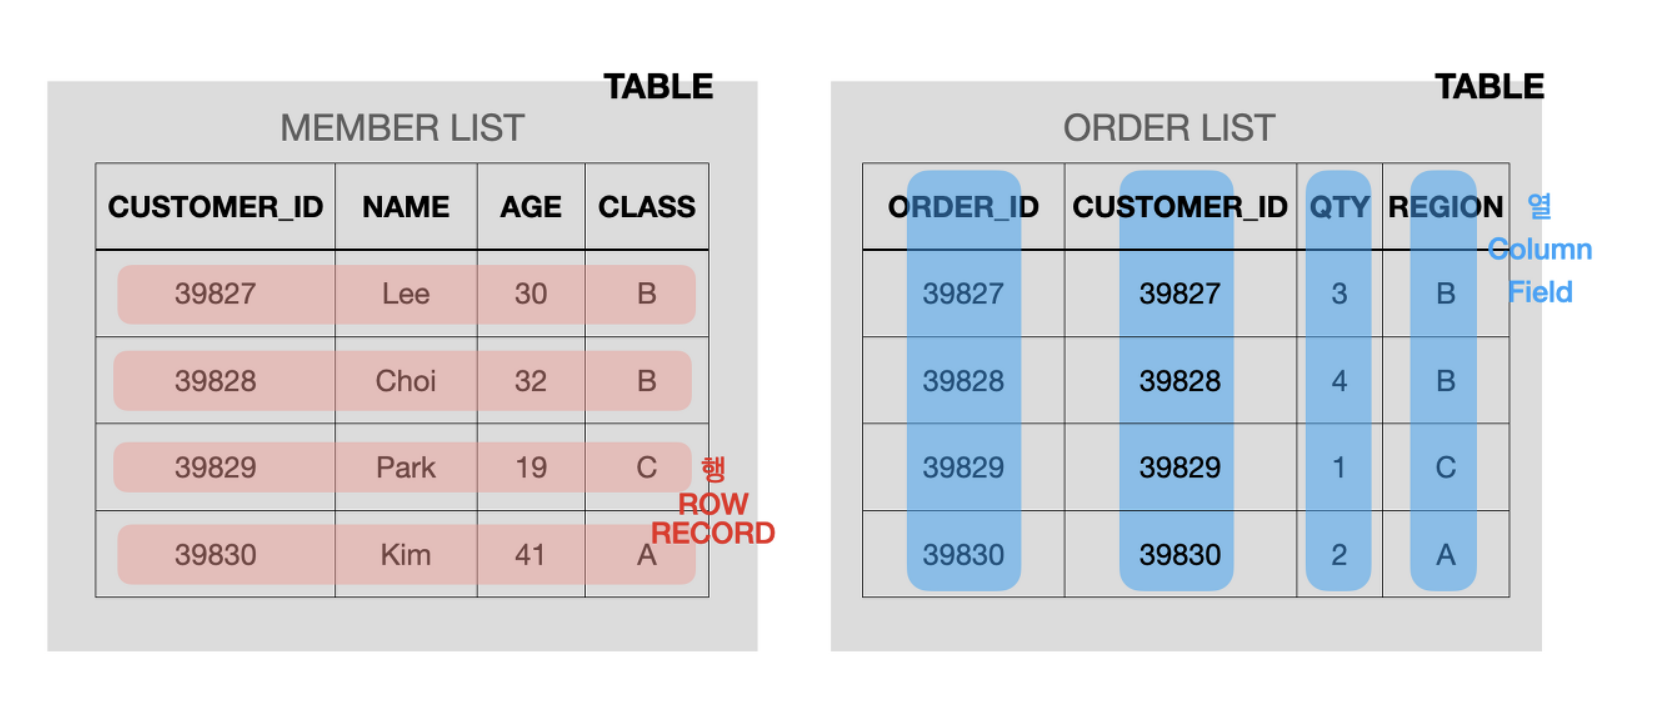 TABLE
MEMBER LIST
CUSTOMER_ID NAME AGE CLASS
39827 Lee 30 B
39828 Choi 32 B
39829 Park 19 C
39830 Kim 41 A
행
ROW
RECORD
TABLE
ORDER LIST
ORDER_ID CUSTOMER_ID QTY REGION
39827 39827 3 B
39828 39828 4 B
39829 39829 1 C
39830 39830 2 A
열
Column
Field